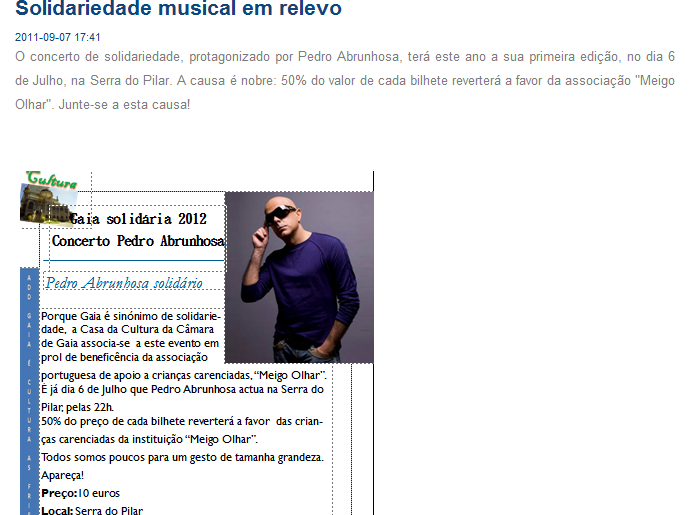 Solidariedade musical em relevo
2011-09-07 17:41
O concerto de solidariedade, protagonizado por Pedro Abrunhosa, terá este ano a sua primeira edição, no dia 6
de Julho, na Serra do Pilar. A causa é nobre: 50% do valor de cada bilhete reverterá a favor da associação "Meigo
Olhar". Junte-se a esta causa!
Cultura
Gaia solidária 2012
Concerto Pedro Abrunhosa
Pedro Abrunhosa solidário
ADD GAIA É CULTURA AS FRI
Porque Gaia é sinónimo de solidarie-
dade, a Casa da Cultura da Câmara
de Gaia associa-se a este evento em
prol de beneficência da associação
portuguesa de apoio a crianças carenciadas, “Meigo Olhar”.
É já dia 6 de Julho que Pedro Abrunhosa actua na Serra do
Pilar, pelas 22h.
50% do preço de cada bilhete reverterá a favor das crian-
ças carenciadas da instituição “Meigo Olhar”.
Todos somos poucos para um gesto de tamanha grandeza.
Apareça!
Preço:10 euros
Local: Serra do Pilar